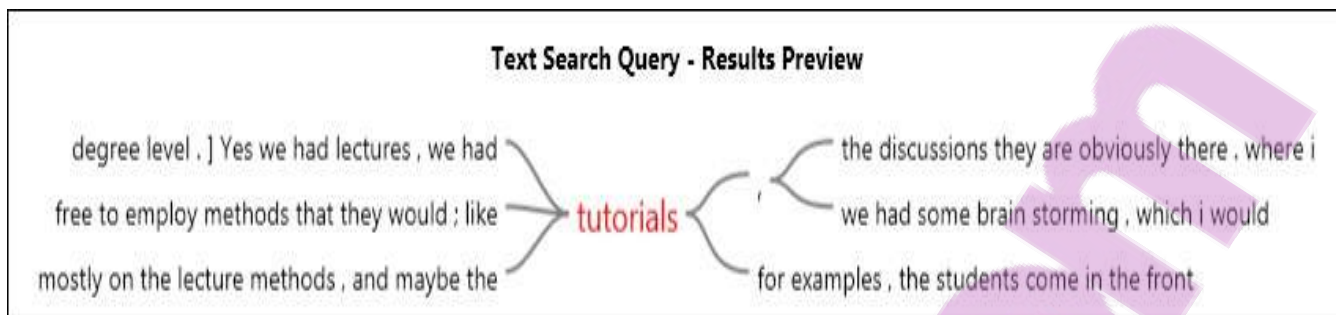 Text Search Query - Results Preview
degree level . ] Yes we had lectures , we had
free to employ methods that they would ; like
mostly on the lecture methods , and maybe the
tutorials
,
the discussions they are obviously there , where i
we had some brain storming , which i would
for examples , the students come in the front